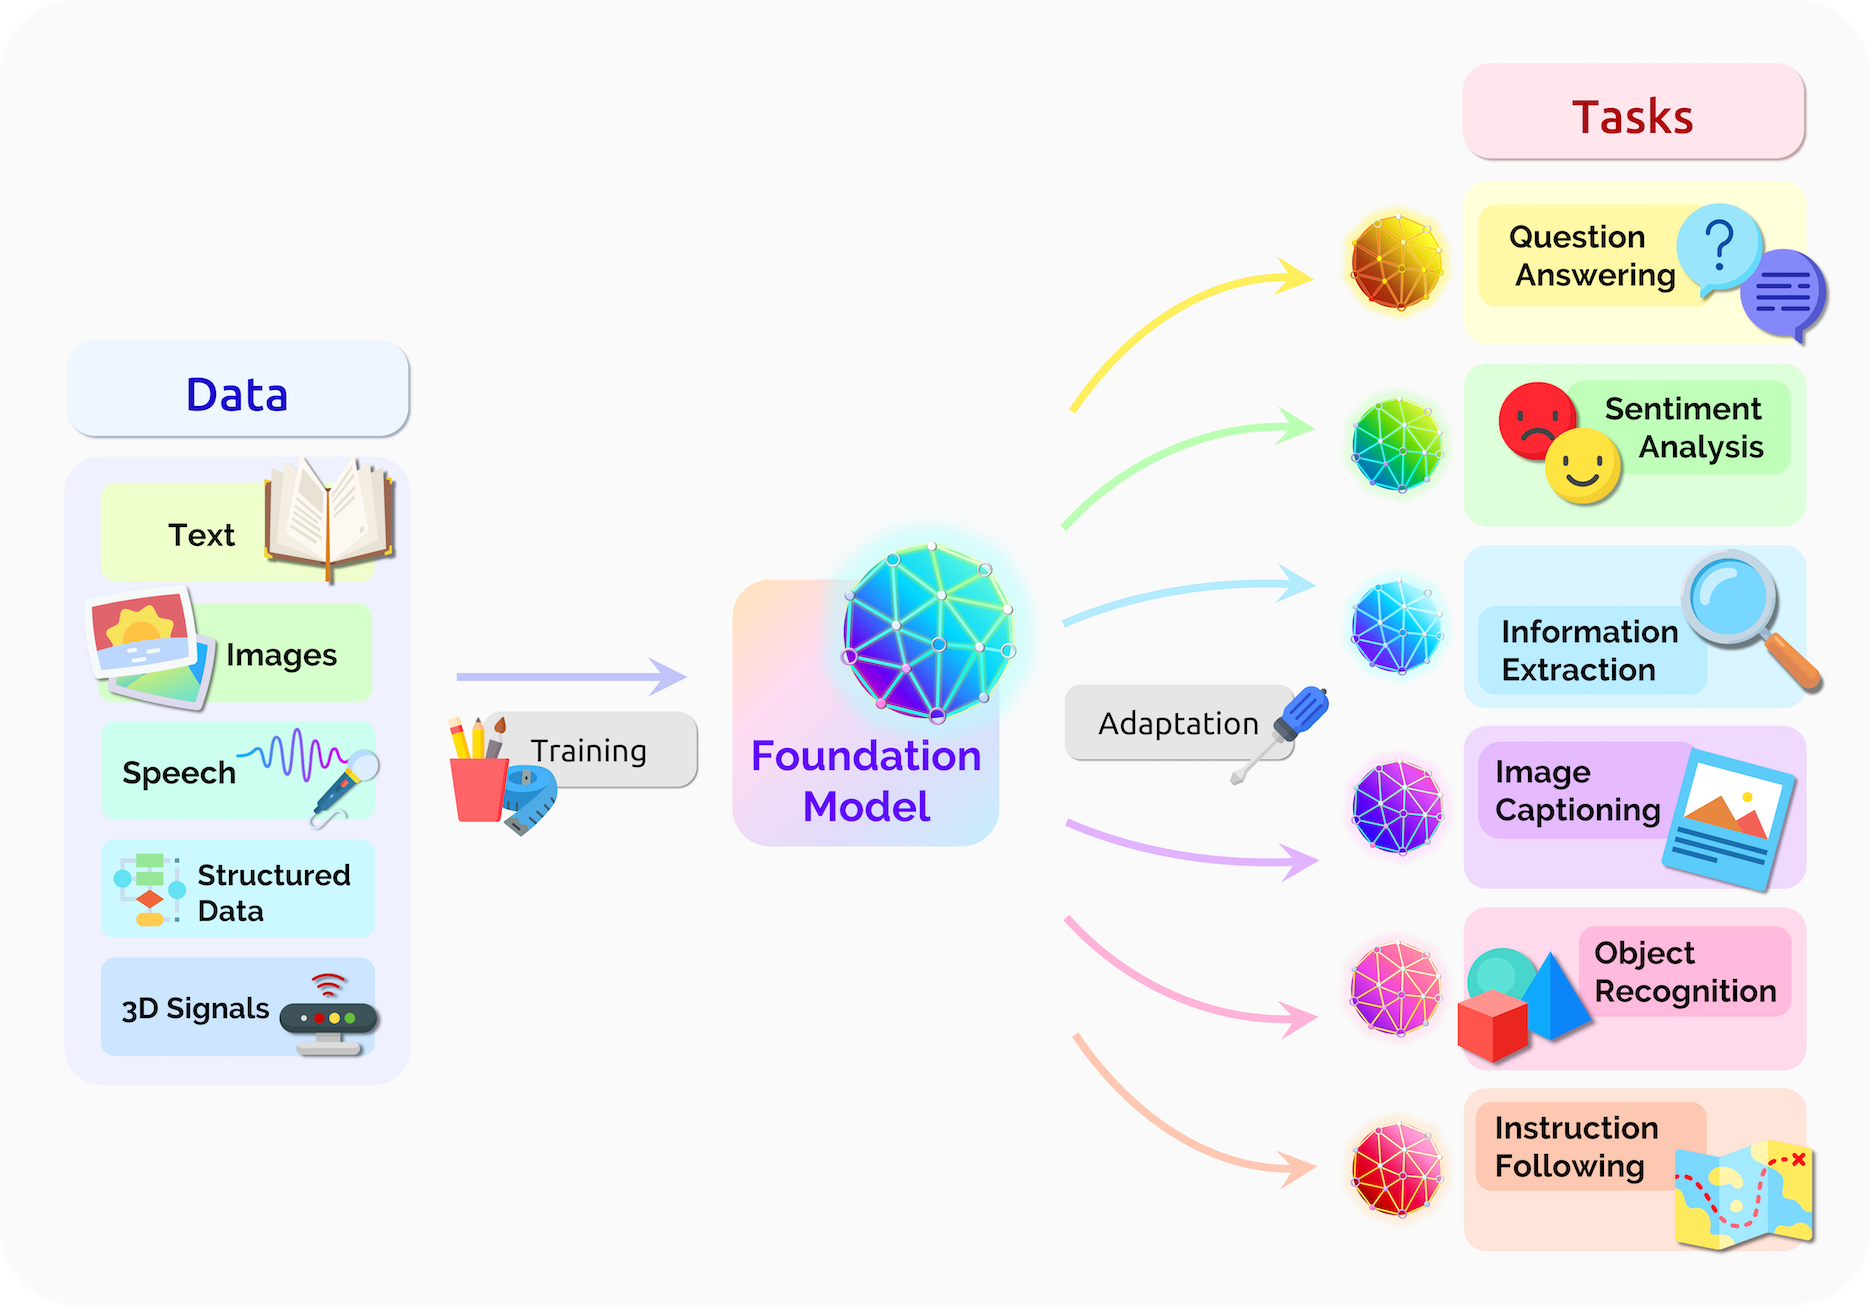 Data
Text
Images
Speech
Structured
Data
3D Signals
Training
Foundation
Model
Adaptation
Tasks
Question
Answering
?
Sentiment
Analysis
Information
Extraction
Image
Captioning
Object
Recognition
Instruction
Following